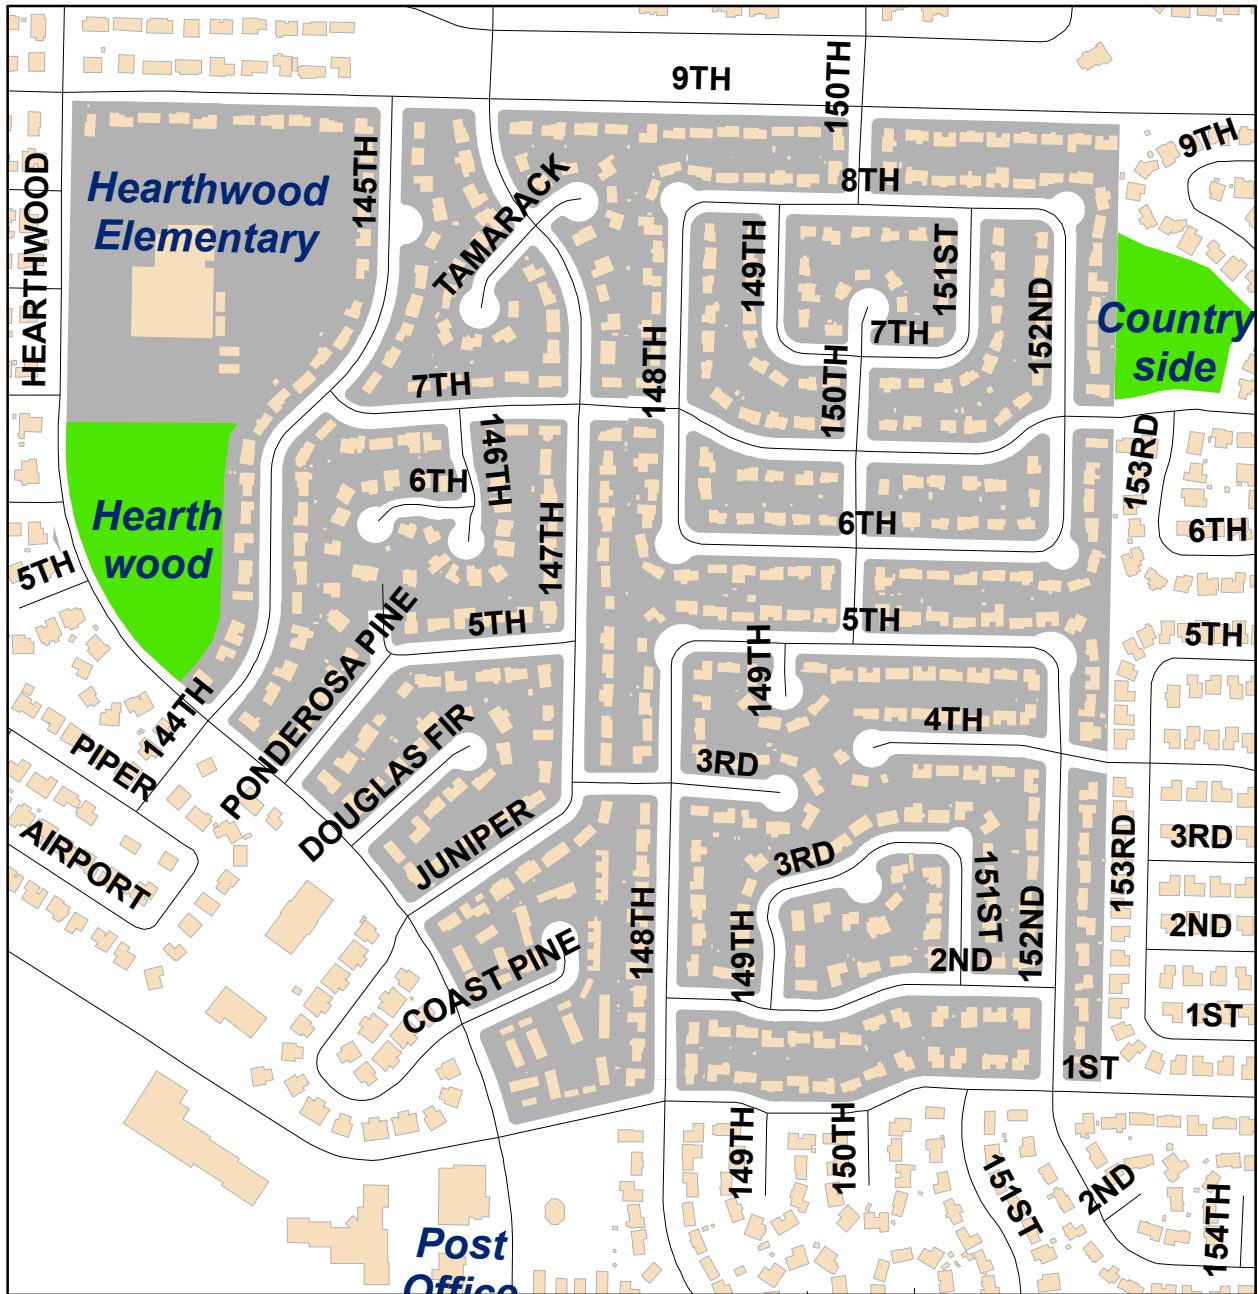 9TH
150TH
9TH
HEARTHWOOD
Hearthwood
Elementary
145TH
TAMARACK
8TH
149TH
151ST
152ND
7TH
Country
side
148TH
150TH
7TH
146TH
6TH
147TH
153RD
6TH
6TH
Hearth
wood
5TH
PONDEROSA PINE
5TH
5TH
5TH
149TH
144TH
PIPER
DOUGLAS FIR
4TH
3RD
AIRPORT
JUNIPER
3RD
151ST
153RD
3RD
148TH
149TH
152ND
2ND
2ND
COAST PINE
1ST
1ST
149TH
150TH
151ST
2ND
154TH
Post
Office